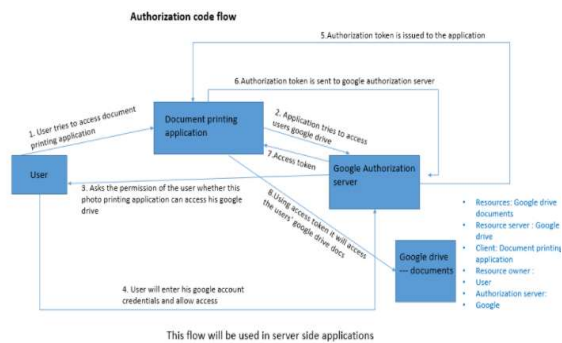 Authorization code flow
5.Authorization token is issued to the application
6.Authorization token is sent to google authorization server
1. User tries to access document
printing application
Document printing
application
2. Application tries to access
users google drive
7.Access token
User
Google Authorization
server
3. Asks the permission of the user whether this
photo printing application can access his google
drive
8.Using access token it will access
the users' google drive docs
Google drive
— documents
• Resources: Google drive
documents
• Resource server : Google
drive
• Client: Document printing
application
• Resource owner :
• User
• Authorization server:
• Google
4. User will enter his google account
credentials and allow access
This flow will be used in server side applications